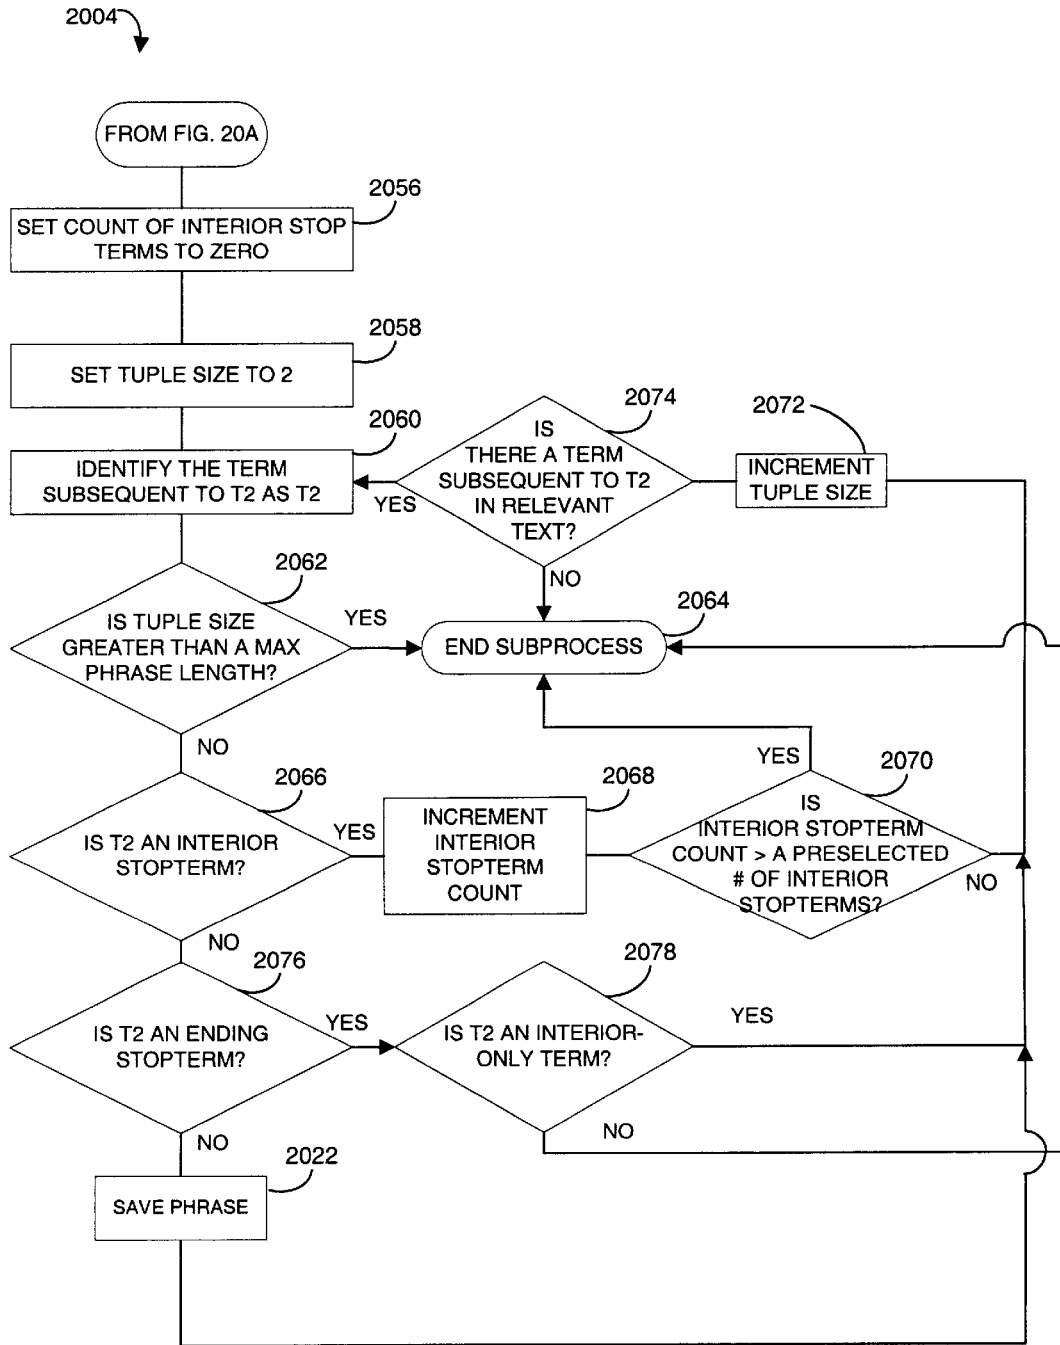 2004
FROM FIG. 20A
2056
SET COUNT OF INTERIOR STOP
TERMS TO ZERO
2058
SET TUPLE SIZE TO 2
2060
IDENTIFY THE TERM
SUBSEQUENT TO T2 AS T2
2074
IS
THERE A TERM
SUBSEQUENT TO T2
IN RELEVANT
TEXT?
YES
NO
2072
INCREMENT
TUPLE SIZE
2062
IS TUPLE SIZE
GREATER THAN A MAX
PHRASE LENGTH?
YES
NO
2064
END SUBPROCESS
2066
IS T2 AN INTERIOR
STOPTERM?
YES
NO
2068
INCREMENT
INTERIOR
STOPTERM
COUNT
2070
YES
IS
INTERIOR STOPTERM
COUNT > A PRESELECTED
# OF INTERIOR
STOPTERMS?
NO
2076
IS T2 AN ENDING
STOPTERM?
YES
NO
2078
IS T2 AN INTERIOR-
ONLY TERM?
YES
NO
2022
SAVE PHRASE